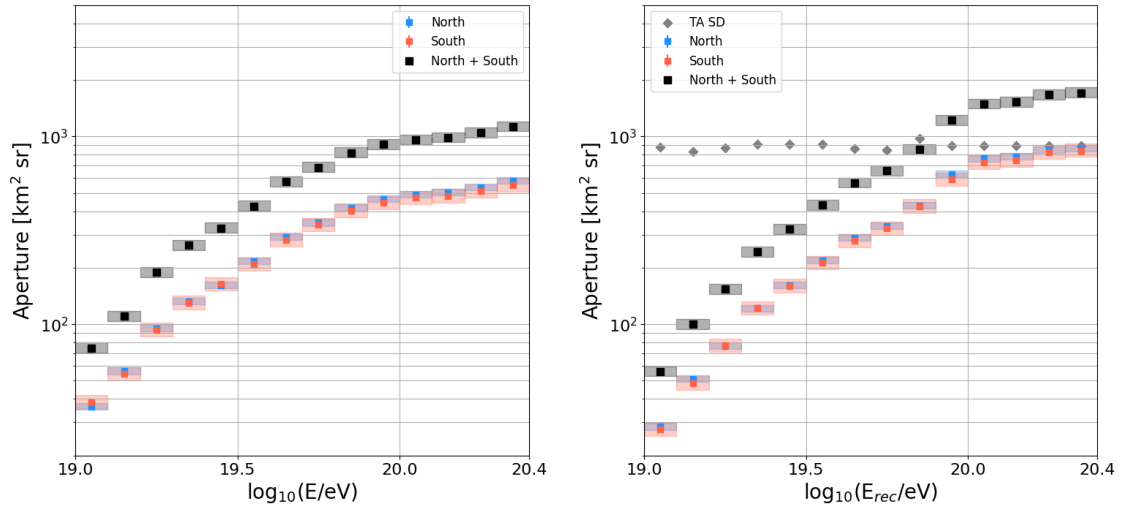 North
South
North + South
10³
10²
Aperture [km² sr]
19.0
19.5
20.0
20.4
log₁₀(E/eV)
TA SD
North
South
North + South
10³
10²
Aperture [km² sr]
19.0
19.5
20.0
20.4
log₁₀(E_rec/eV)